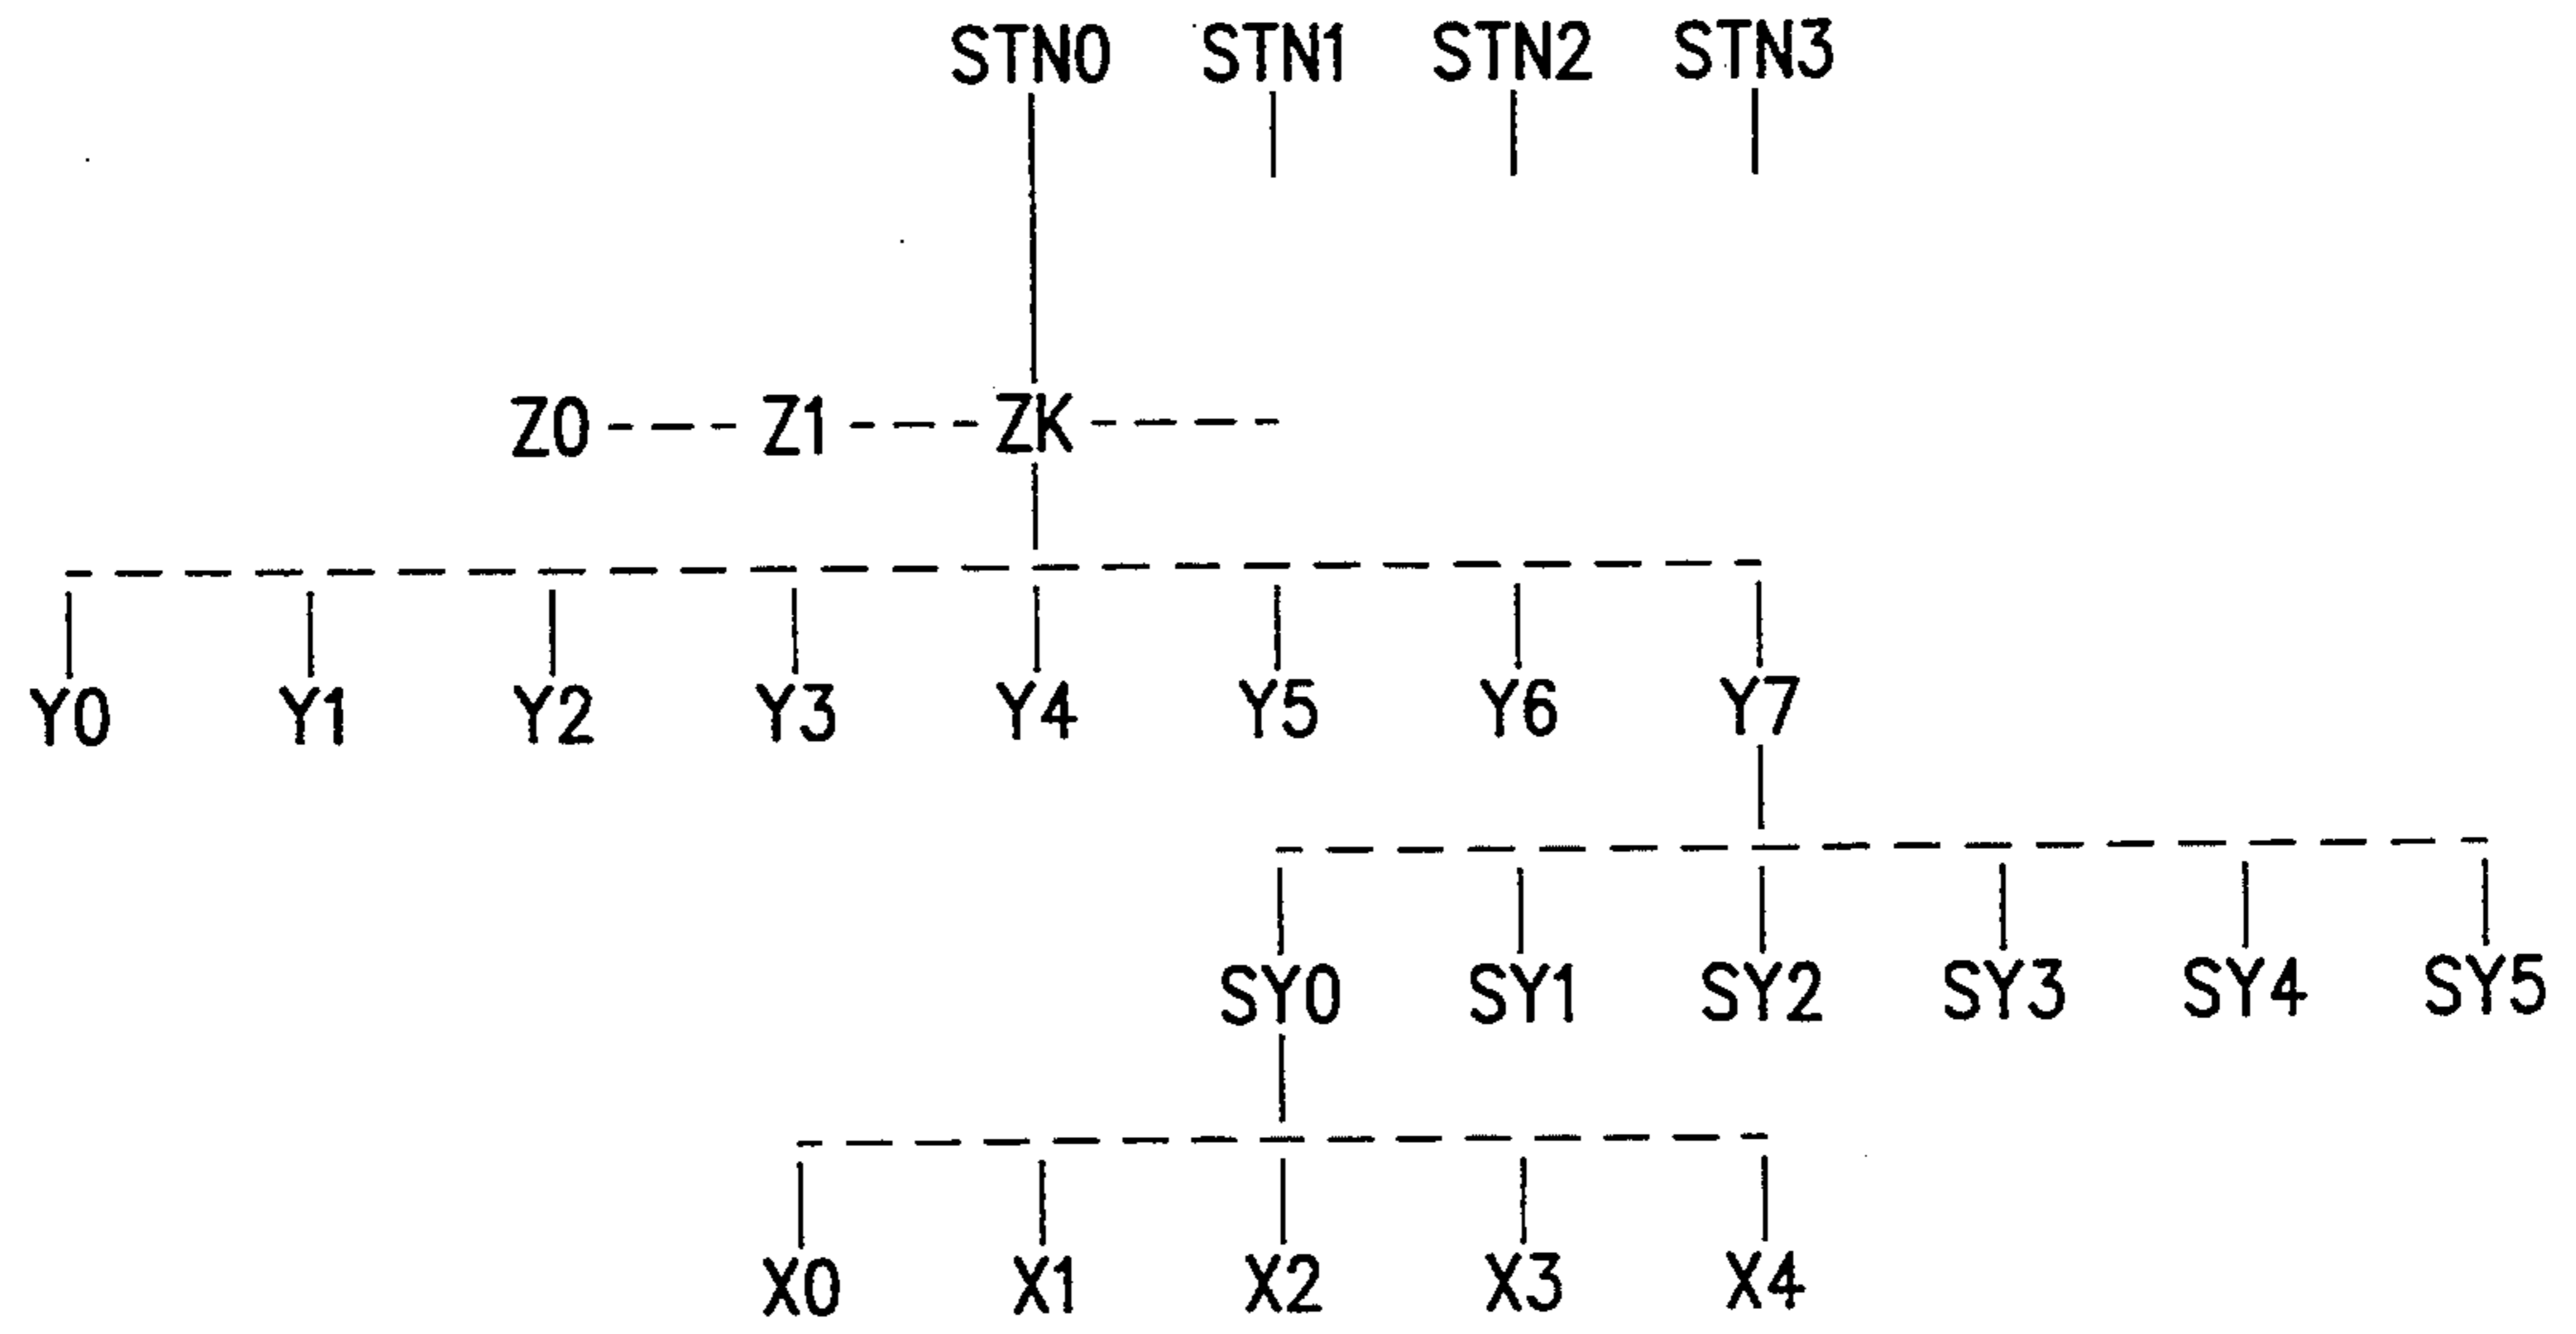 STN0 STN1 STN2 STN3
Z0 Z1 ZK
Y0 Y1 Y2 Y3 Y4 Y5 Y6 Y7
SY0 SY1 SY2 SY3 SY4 SY5
X0 X1 X2 X3 X4